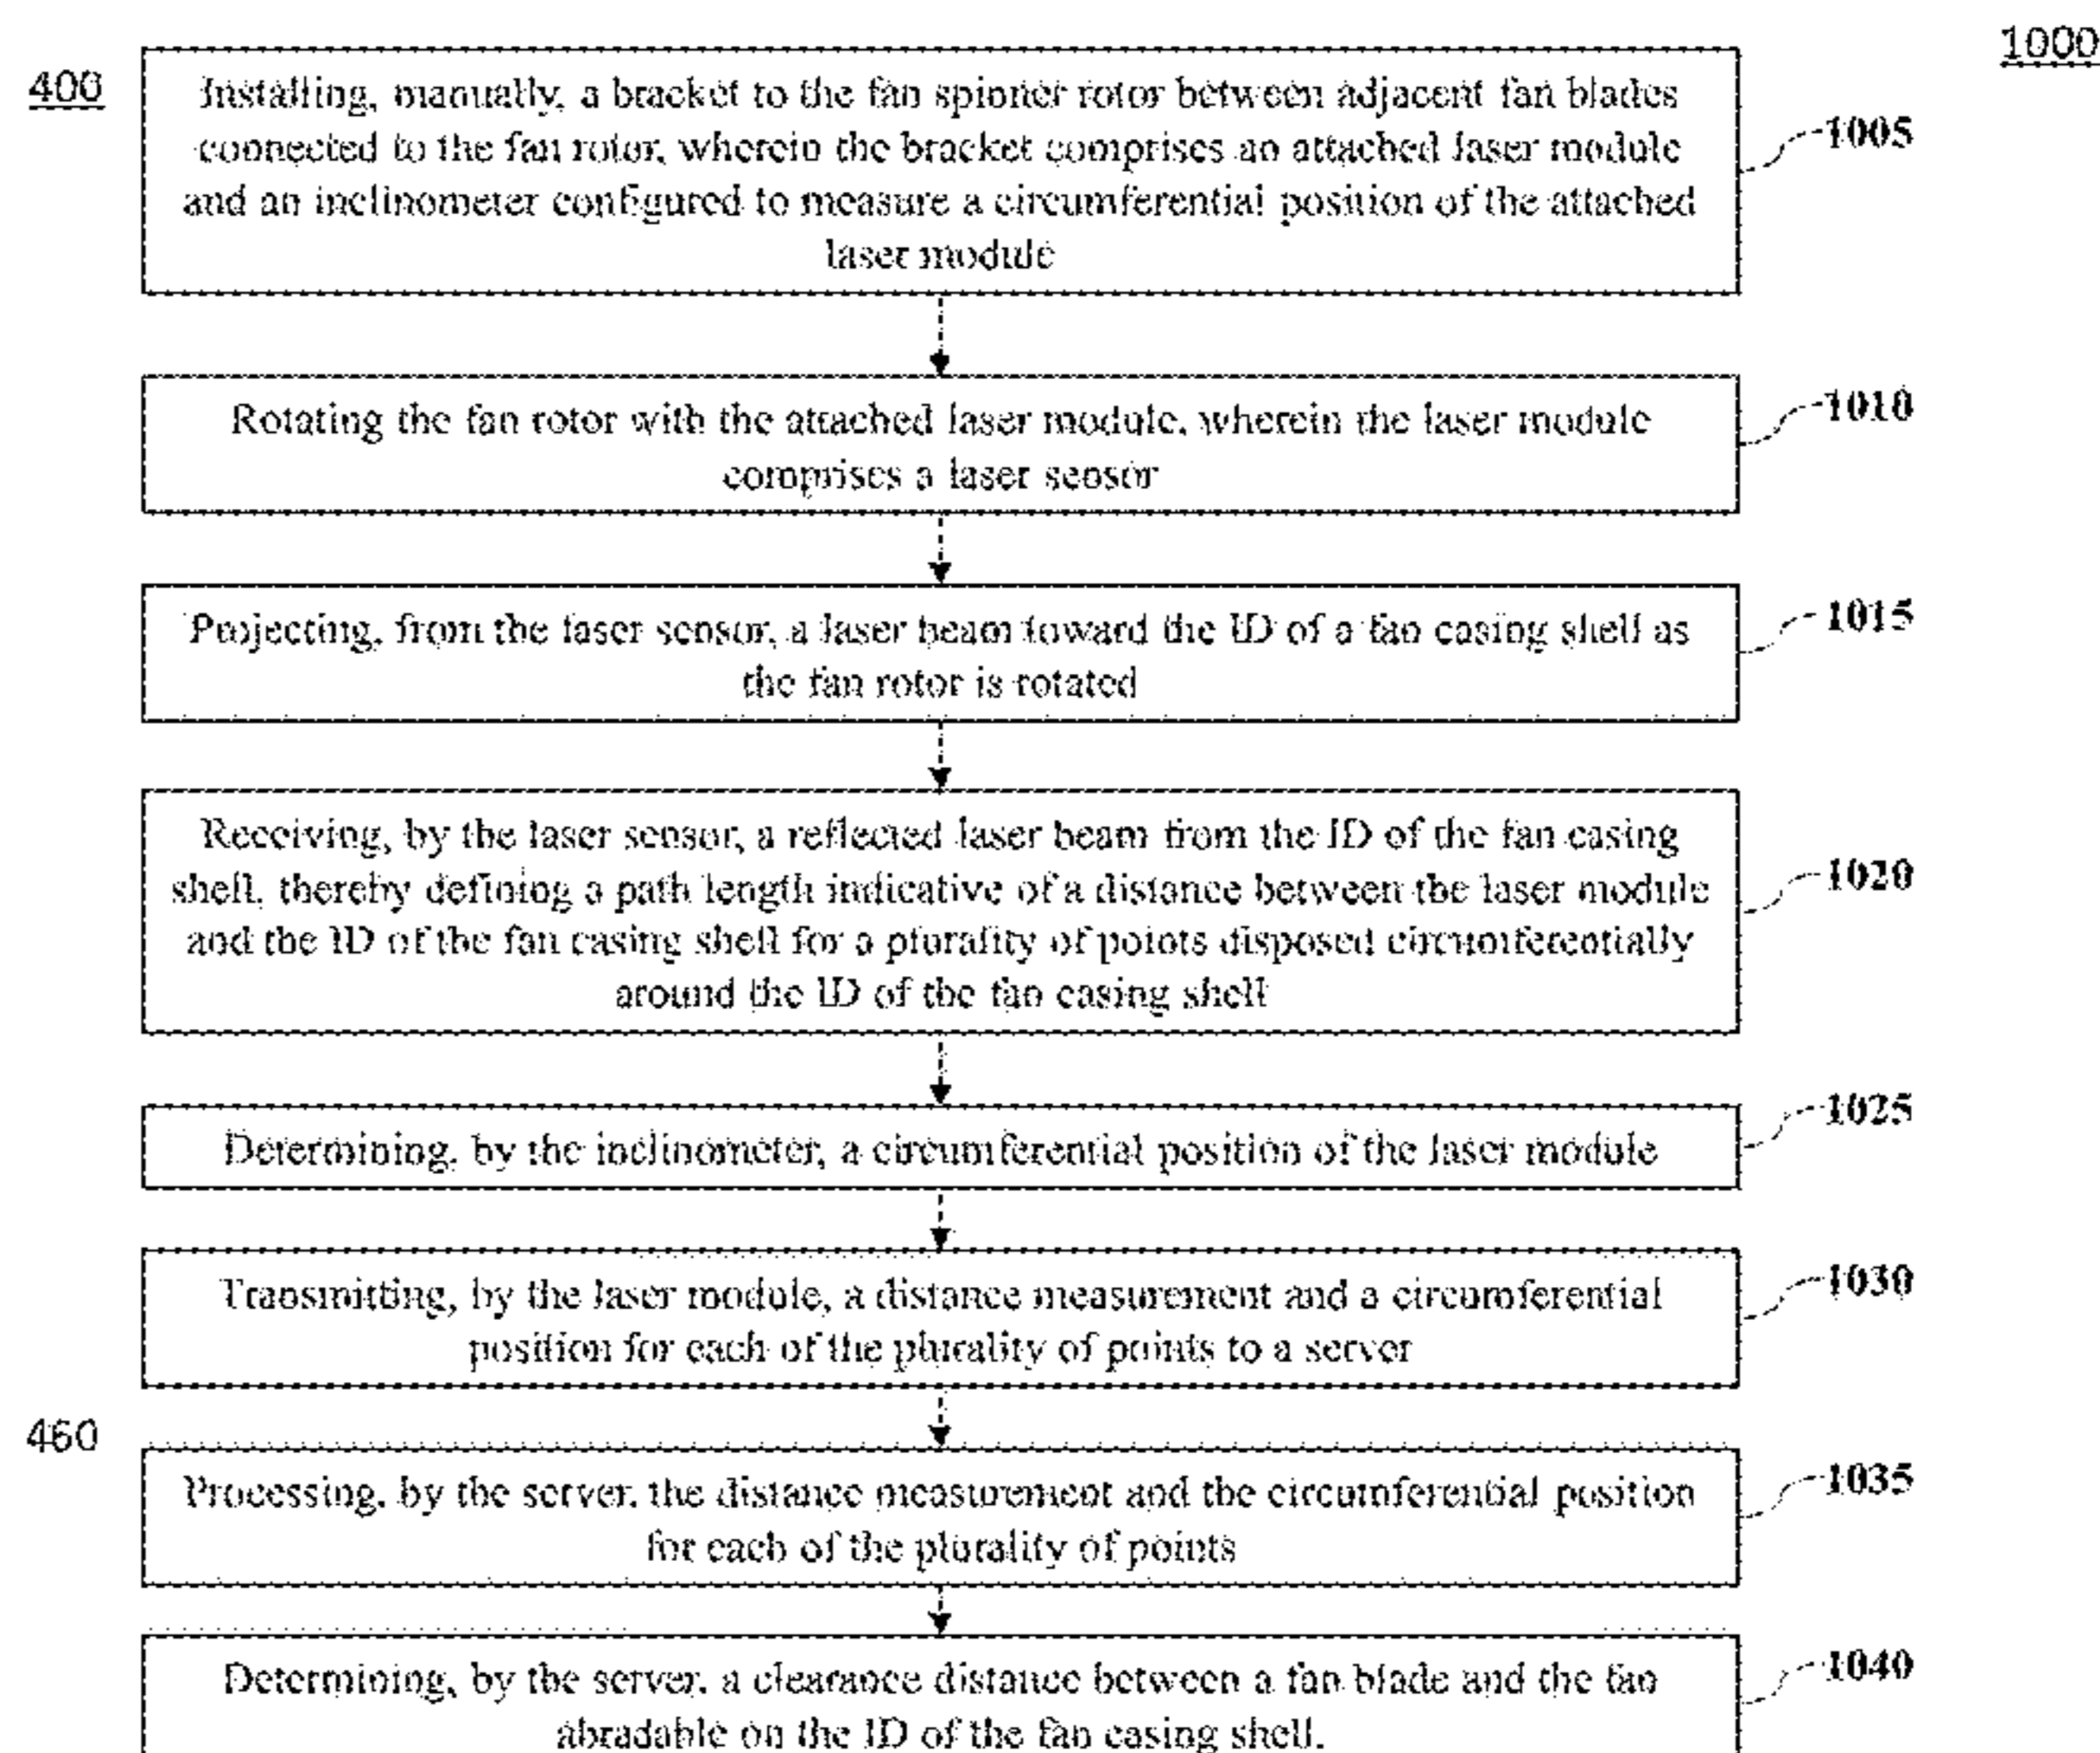 1000
400
Installing, manually, a bracket to the fan spinner rotor between adjacent fan blades
connected to the fan rotor, wherein the bracket comprises an attached laser module
and an inclinometer configured to measure a circumferential position of the attached
laser module
1005
Rotating the fan rotor with the attached laser module, wherein the laser module
comprises a laser sensor
1010
Projecting, from the laser sensor, a laser beam toward the ID of a fan casing shell as
the fan rotor is rotated
1015
Receiving, by the laser sensor, a reflected laser beam from the ID of the fan casing
shell, thereby defining a path length indicative of a distance between the laser module
and the ID of the fan casing shell for a plurality of points disposed circumferentially
around the ID of the fan casing shell
1020
Determining, by the inclinometer, a circumferential position of the laser module
1025
Transmitting, by the laser module, a distance measurement and a circumferential
position for each of the plurality of points to a server
1030
460
Processing, by the server, the distance measurement and the circumferential position
for each of the plurality of points
1035
Determining, by the server, a clearance distance between a fan blade and the fan
abradable on the ID of the fan casing shell.
1040